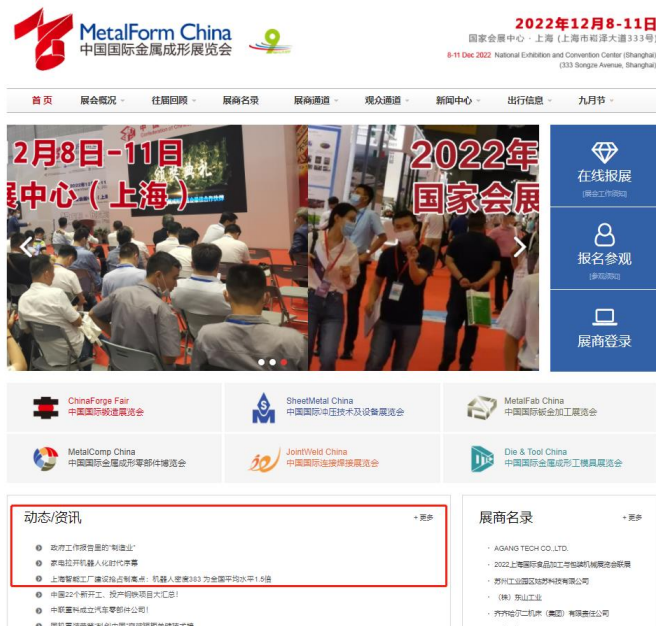 MetalForm China
中国国际金属成形展览会
2022年12月8-11日
国家会展中心 · 上海 (上海市崧泽大道333号)
8-11 Dec 2022 National Exhibition and Convention Center (Shanghai)
(333 Songze Avenue, Shanghai)
首页 展会概况 往届回顾 展商名录 展商通道 观众通道 新闻中心 出行信息 九月节
2月8日-11日
展中心(上海)
颁奖典礼
2022年
国家会展
在线报展
[展会工作须知]
报名参观
[参观须知]
展商登录
ChinaForge Fair
中国国际锻造展览会
SheetMetal China
中国国际冲压技术及设备展览会
MetalFab China
中国国际钣金加工展览会
MetalComp China
中国国际金属成形零部件博览会
JointWeld China
中国国际连接焊接展览会
Die & Tool China
中国国际金属成形工模具展览会
动态/资讯
+更多
政府工作报告里的"制造业"
家电拉开机器人化时代序幕
上海智能工厂建设抢占制高点:机器人密度383 为全国平均水平1.5倍
中国22个新开工、投产钢铁项目大汇总!
中联重科成立汽车零部件公司!
展商名录
+更多
AGANG TECH CO.,LTD.
2022上海国际食品加工与包装机械展览会联展
苏州工业园区姑苏科技有限公司
(株) 东山工业
齐齐哈尔二机床(集团)有限责任公司